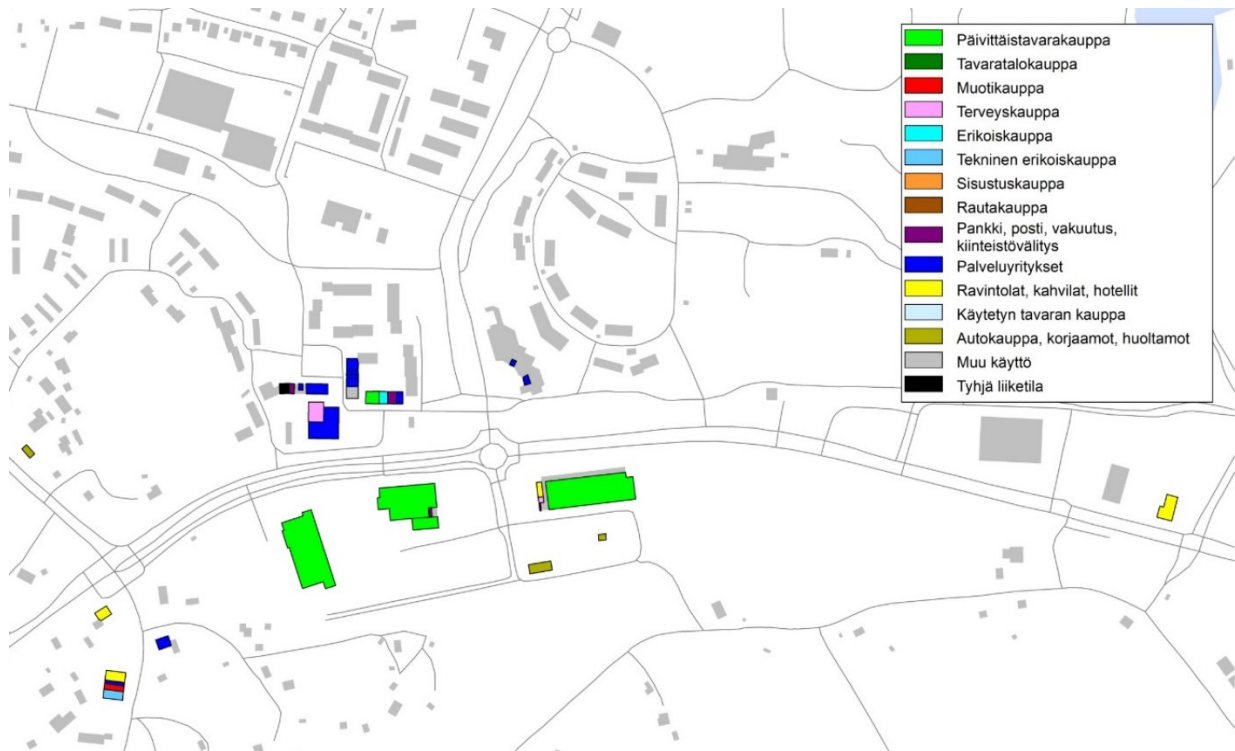 Päivittäistavarakauppa
Tavaratalokauppa
Muotikauppa
Terveyskauppa
Erikoiskauppa
Tekninen erikoiskauppa
Sisustuskauppa
Rautakauppa
Pankki, posti, vakuutus,
kiinteistövälitys
Palveluyritykset
Ravintolat, kahvilat, hotellit
Käytetyn tavaran kauppa
Autokauppa, korjaamot, huoltamot
Muu käyttö
Tyhjä liiketila